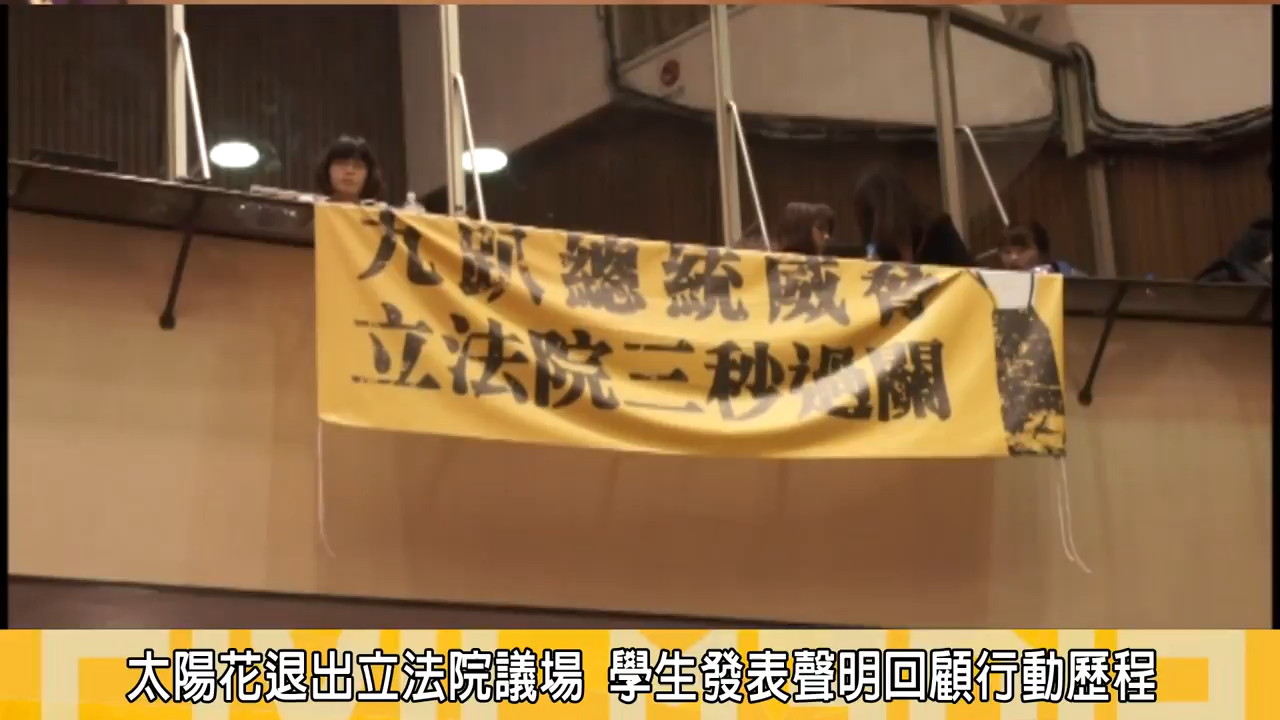 九趴總統威脅
立法院三秒過關
太陽花退出立法院議場 學生發表聲明回顧行動歷程